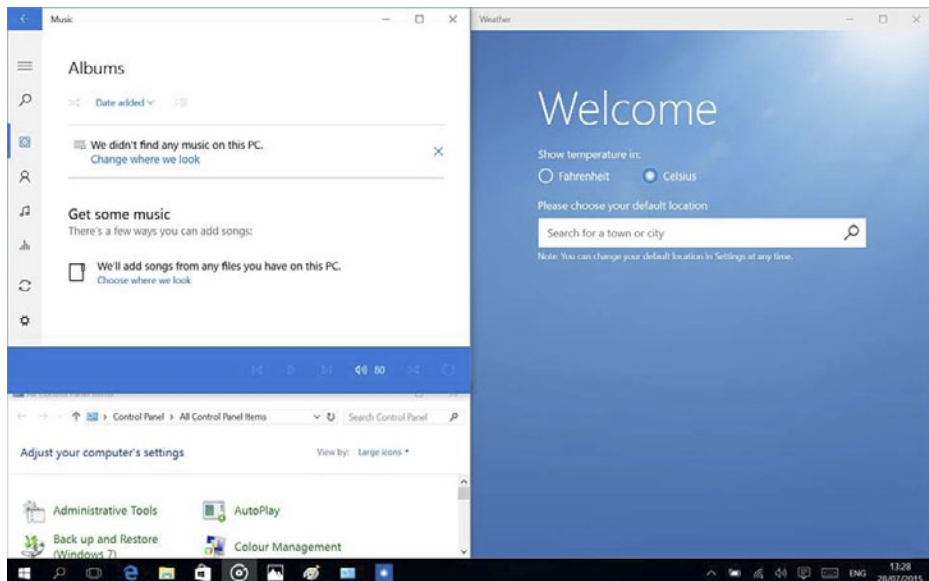 Music
Albums
Date added
We didn't find any music on this PC.
Change where we look
Get some music
There's a few ways you can add songs:
We'll add songs from any files you have on this PC.
Choose where we look
80
All Control Panel Items
Control Panel
All Control Panel Items
Search Control Panel
Adjust your computer's settings
View by: Large icons
Administrative Tools
AutoPlay
Back up and Restore
(Windows 7)
Colour Management
Weather
Welcome
Show temperature in:
Fahrenheit
Celsius
Please choose your default location
Search for a town or city
Note: You can change your default location in Settings at any time.
ENG
13:28
20/07/2015